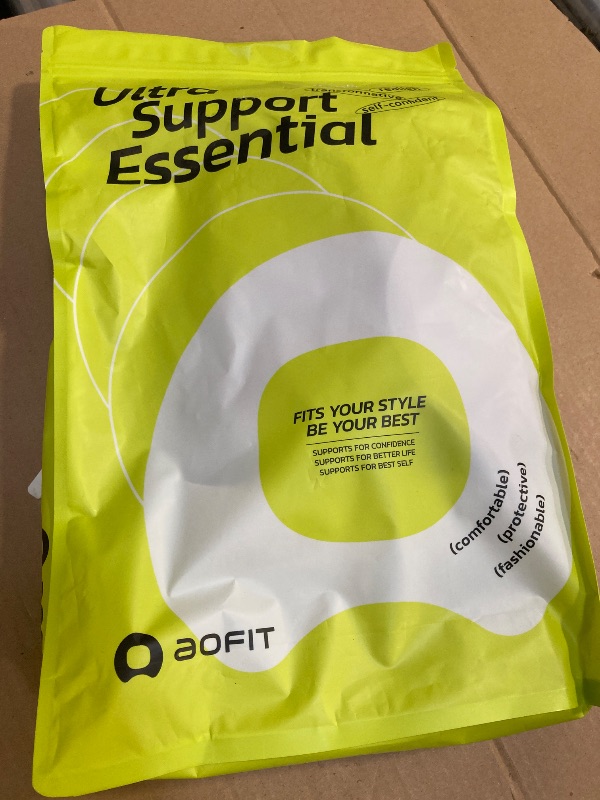 Ultra
Support
Essential
self-confident
FITS YOUR STYLE
BE YOUR BEST
SUPPORTS FOR CONFIDENCE
SUPPORTS FOR BETTER LIFE
SUPPORTS FOR BEST SELF
(comfortable)
(protective)
(fashionable)
aOFIT